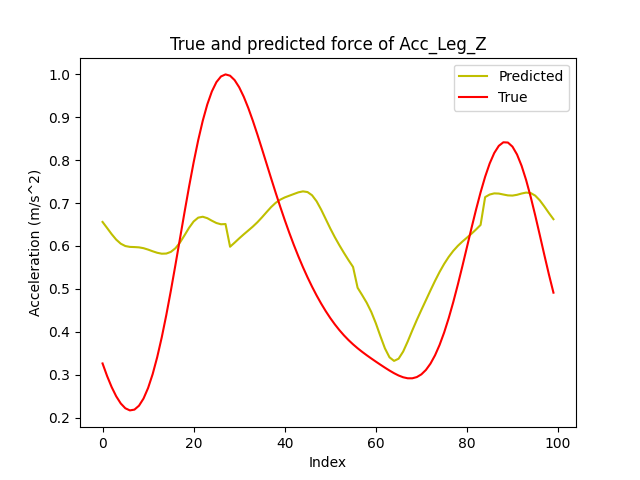 True and predicted force of Acc_Leg_Z
Predicted
True
Acceleration (m/s^2)
1.0
0.9
0.8
0.7
0.6
0.5
0.4
0.3
0.2
0 20 40 60 80 100
Index